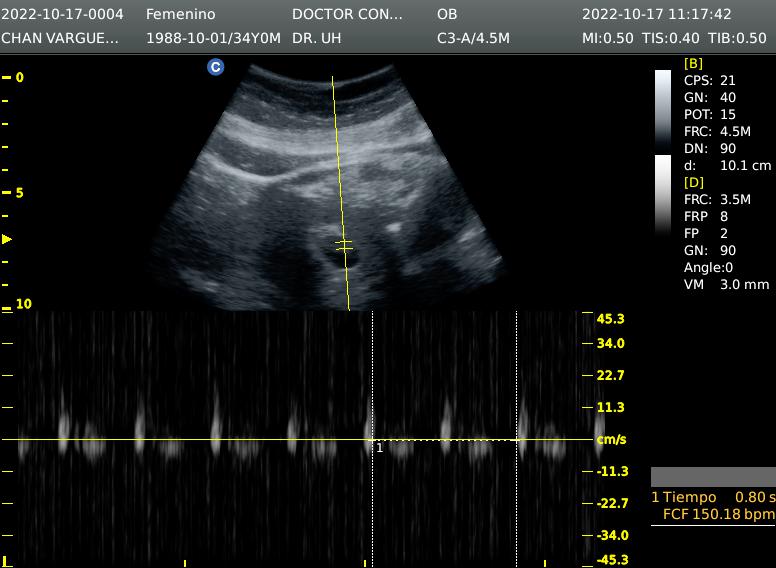 2022-10-17-0004 Femenino DOCTOR CON... OB 2022-10-17 11:17:42
CHAN VARGUE... 1988-10-01/34Y0M DR. UH C3-A/4.5M MI:0.50 TIS:0.40 TIB:0.50
C
0
5
10
[B]
CPS: 21
GN: 40
POT: 15
FRC: 4.5M
DN: 90
d: 10.1 cm
[D]
FRC: 3.5M
FRP 8
FP 2
GN: 90
Angle:0
VM 3.0 mm
45.3
34.0
22.7
11.3
cm/s
-11.3
-22.7
-34.0
-45.3
1
1 Tiempo 0.80 s
FCF 150.18 bpm